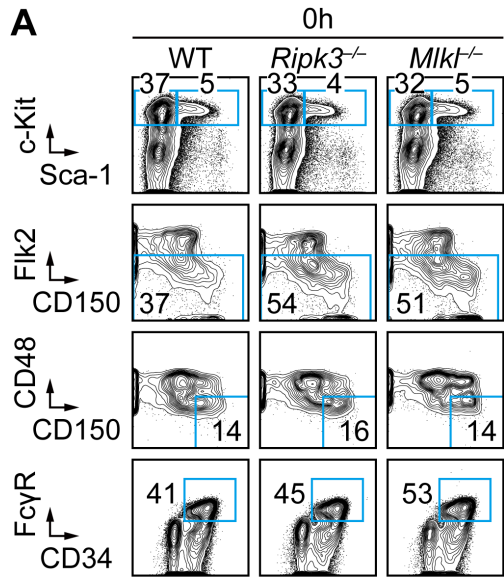 A
0h
WT Ripk3–/– Mlkl–/–
37 5 33 4 32 5
c-Kit
Sca-1
Flk2
CD150
37 54 51
CD48
CD150
14 16 14
FcγR
CD34
41 45 53